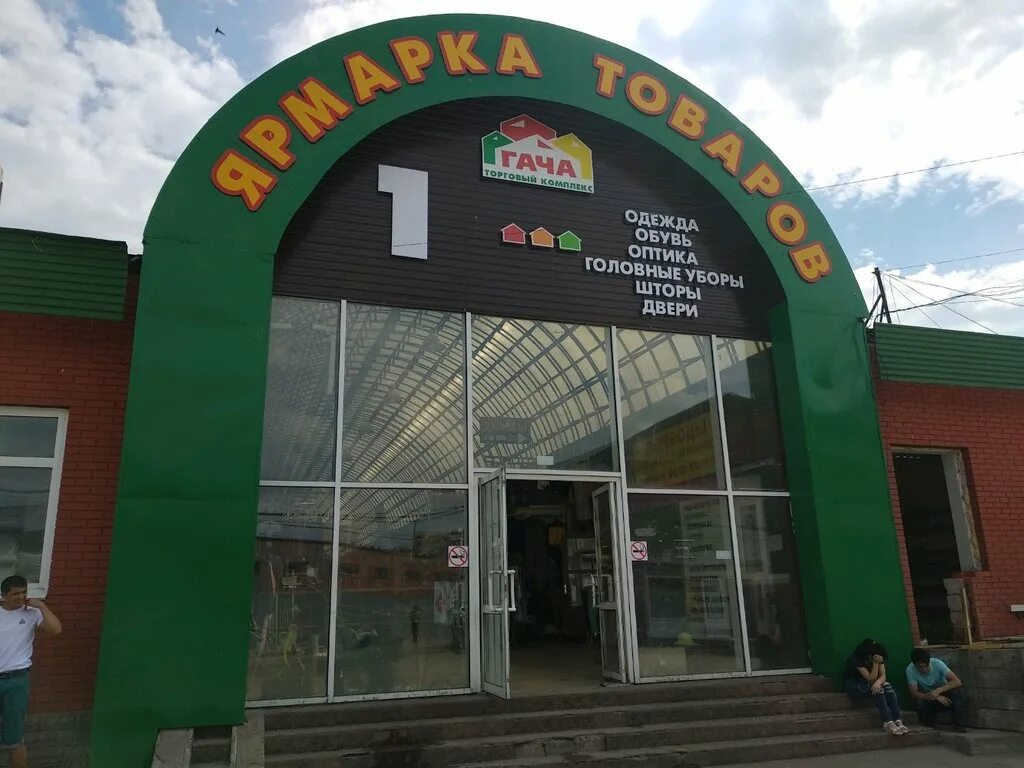 ЯРМАРКА ТОВАРОВ
ГАЧА
ТОРГОВЫЙ КОМПЛЕКС
1
ОДЕЖДА
ОБУВЬ
ОПТИКА
ГОЛОВНЫЕ УБОРЫ
ШТОРЫ
ДВЕРИ